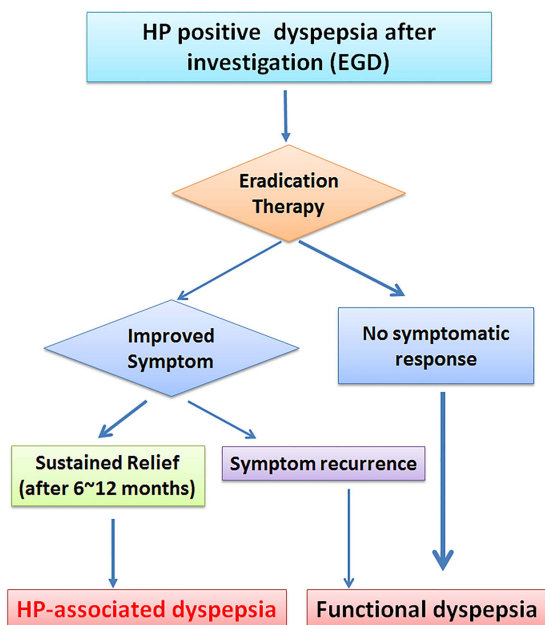 HP positive dyspepsia after
investigation (EGD)
Eradication
Therapy
Improved
Symptom
No symptomatic
response
Sustained Relief
(after 6~12 months)
Symptom recurrence
HP-associated dyspepsia
Functional dyspepsia